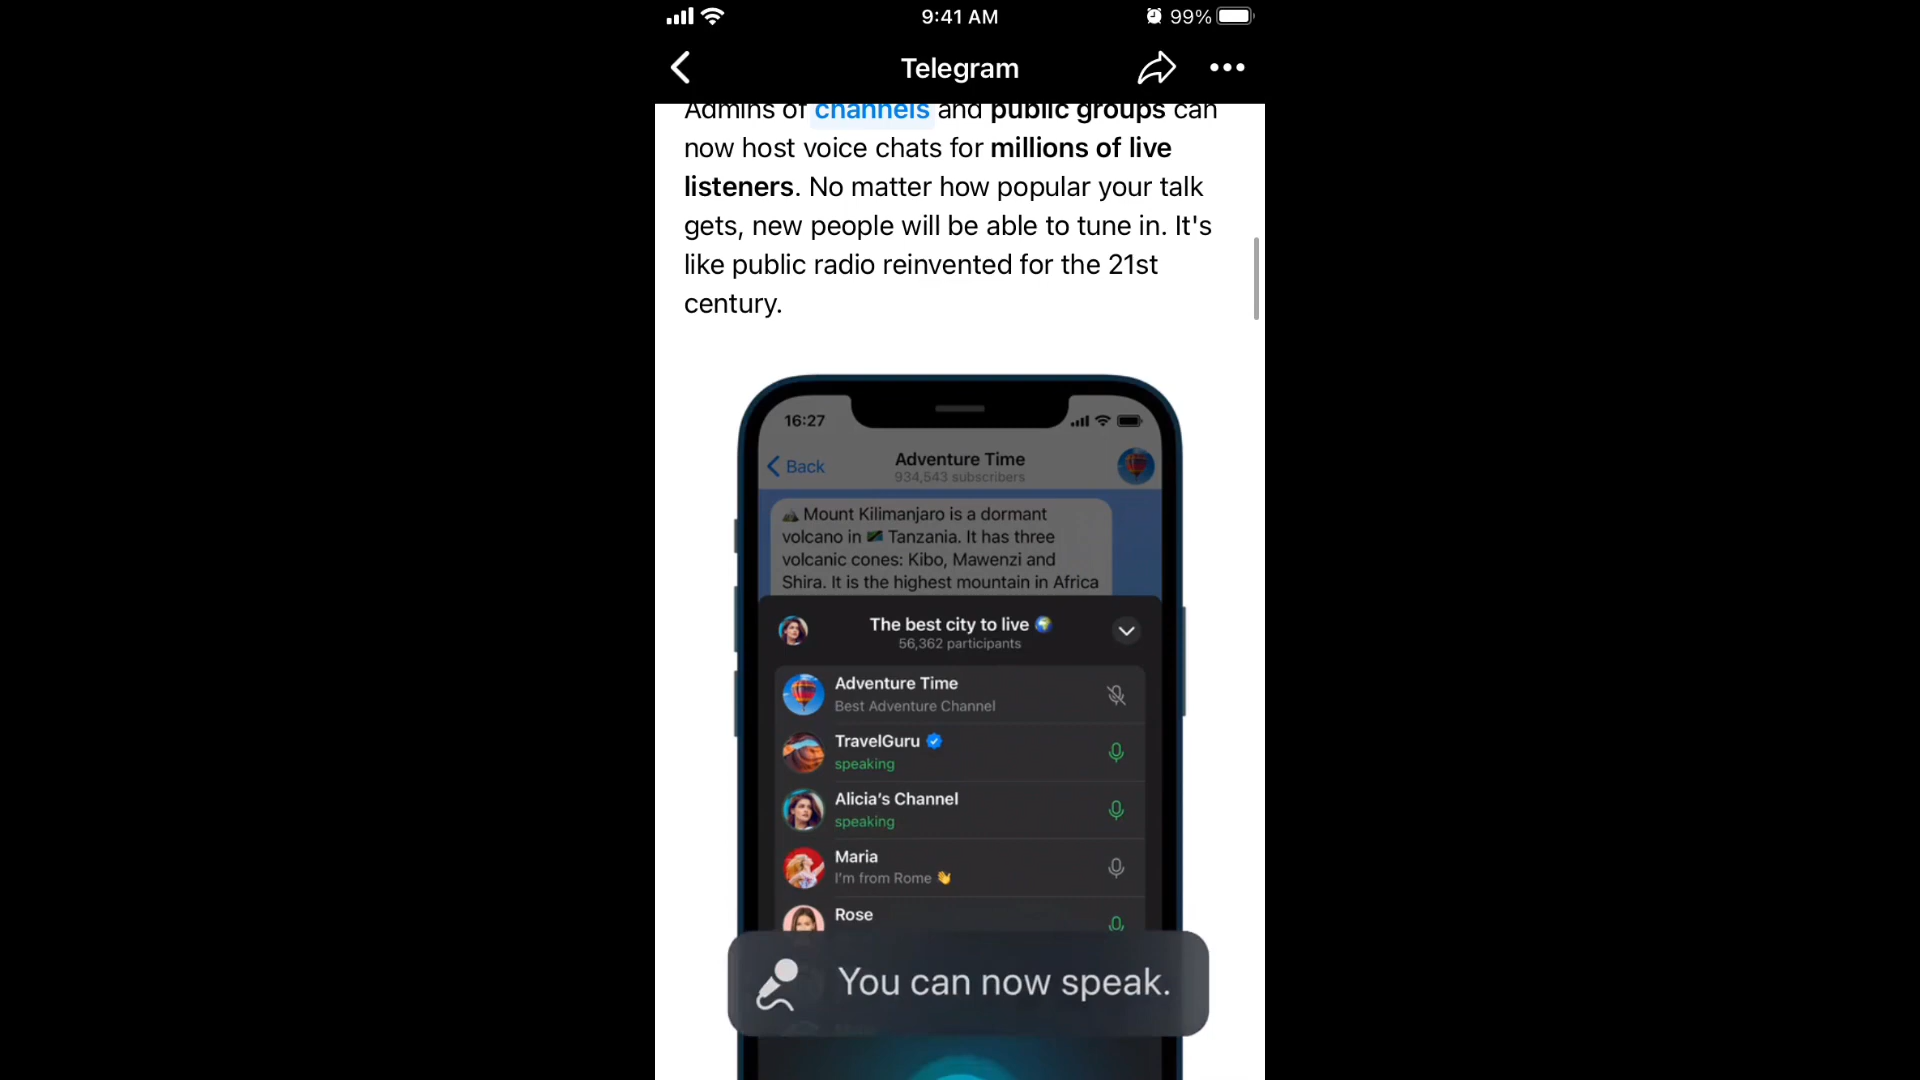 9:41 AM
99%
Telegram
Admins of channels and public groups can
now host voice chats for millions of live
listeners. No matter how popular your talk
gets, new people will be able to tune in. It's
like public radio reinvented for the 21st
century.
16:27
Back
Adventure Time
934,543 subscribers
⛰️ Mount Kilimanjaro is a dormant
volcano in 🇹🇿 Tanzania. It has three
volcanic cones: Kibo, Mawenzi and
Shira. It is the highest mountain in Africa
The best city to live 🌍
56,362 participants
Adventure Time
Best Adventure Channel
TravelGuru
speaking
Alicia's Channel
speaking
Maria
I'm from Rome 👋
Rose
You can now speak.